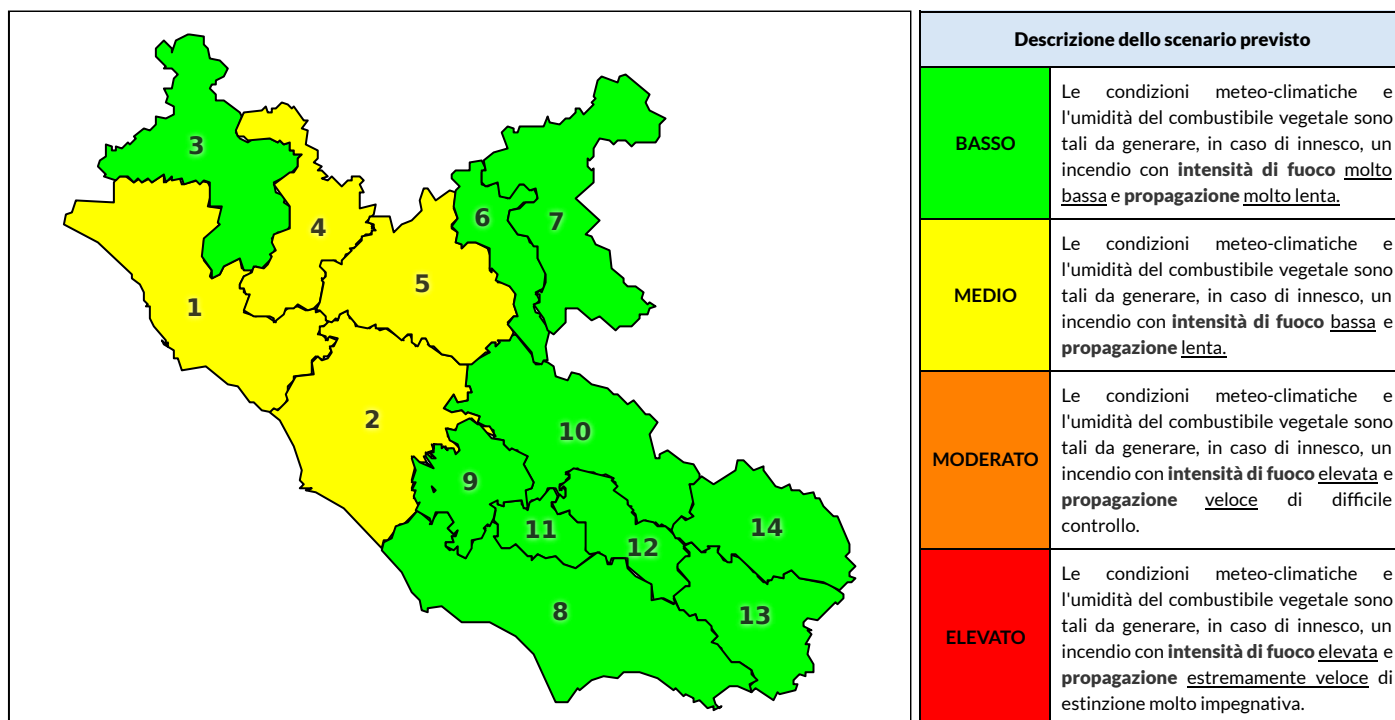 3
4
6
7
5
1
2
10
9
11
12
14
8
13
Descrizione dello scenario previsto
BASSO
Le condizioni meteo-climatiche e
l'umidità del combustibile vegetale sono
tali da generare, in caso di innesco, un
incendio con intensità di fuoco molto
bassa e propagazione molto lenta.
MEDIO
Le condizioni meteo-climatiche e
l'umidità del combustibile vegetale sono
tali da generare, in caso di innesco, un
incendio con intensità di fuoco bassa e
propagazione lenta.
MODERATO
Le condizioni meteo-climatiche e
l'umidità del combustibile vegetale sono
tali da generare, in caso di innesco, un
incendio con intensità di fuoco elevata e
propagazione veloce di difficile
controllo.
ELEVATO
Le condizioni meteo-climatiche e
l'umidità del combustibile vegetale sono
tali da generare, in caso di innesco, un
incendio con intensità di fuoco elevata e
propagazione estremamente veloce di
estinzione molto impegnativa.